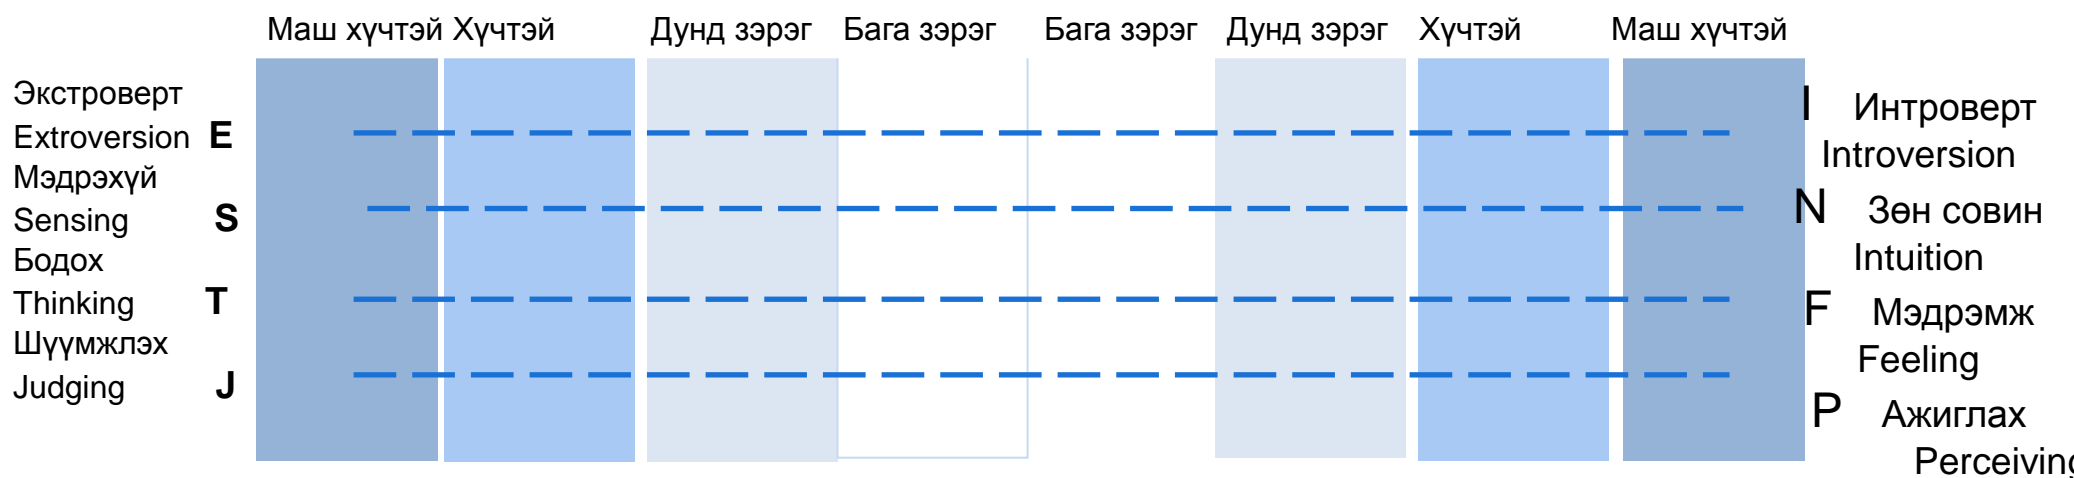 Маш хүчтэй Хүчтэй Дунд зэрэг Бага зэрэг Бага зэрэг Дунд зэрэг Хүчтэй Маш хүчтэй
Экстроверт
Extroversion E
Мэдрэхүй
Sensing S
Бодох
Thinking T
Шүүмжлэх
Judging J
I Интроверт
Introversion
N Зөн совин
Intuition
F Мэдрэмж
Feeling
P Ажиглах
Perceiving